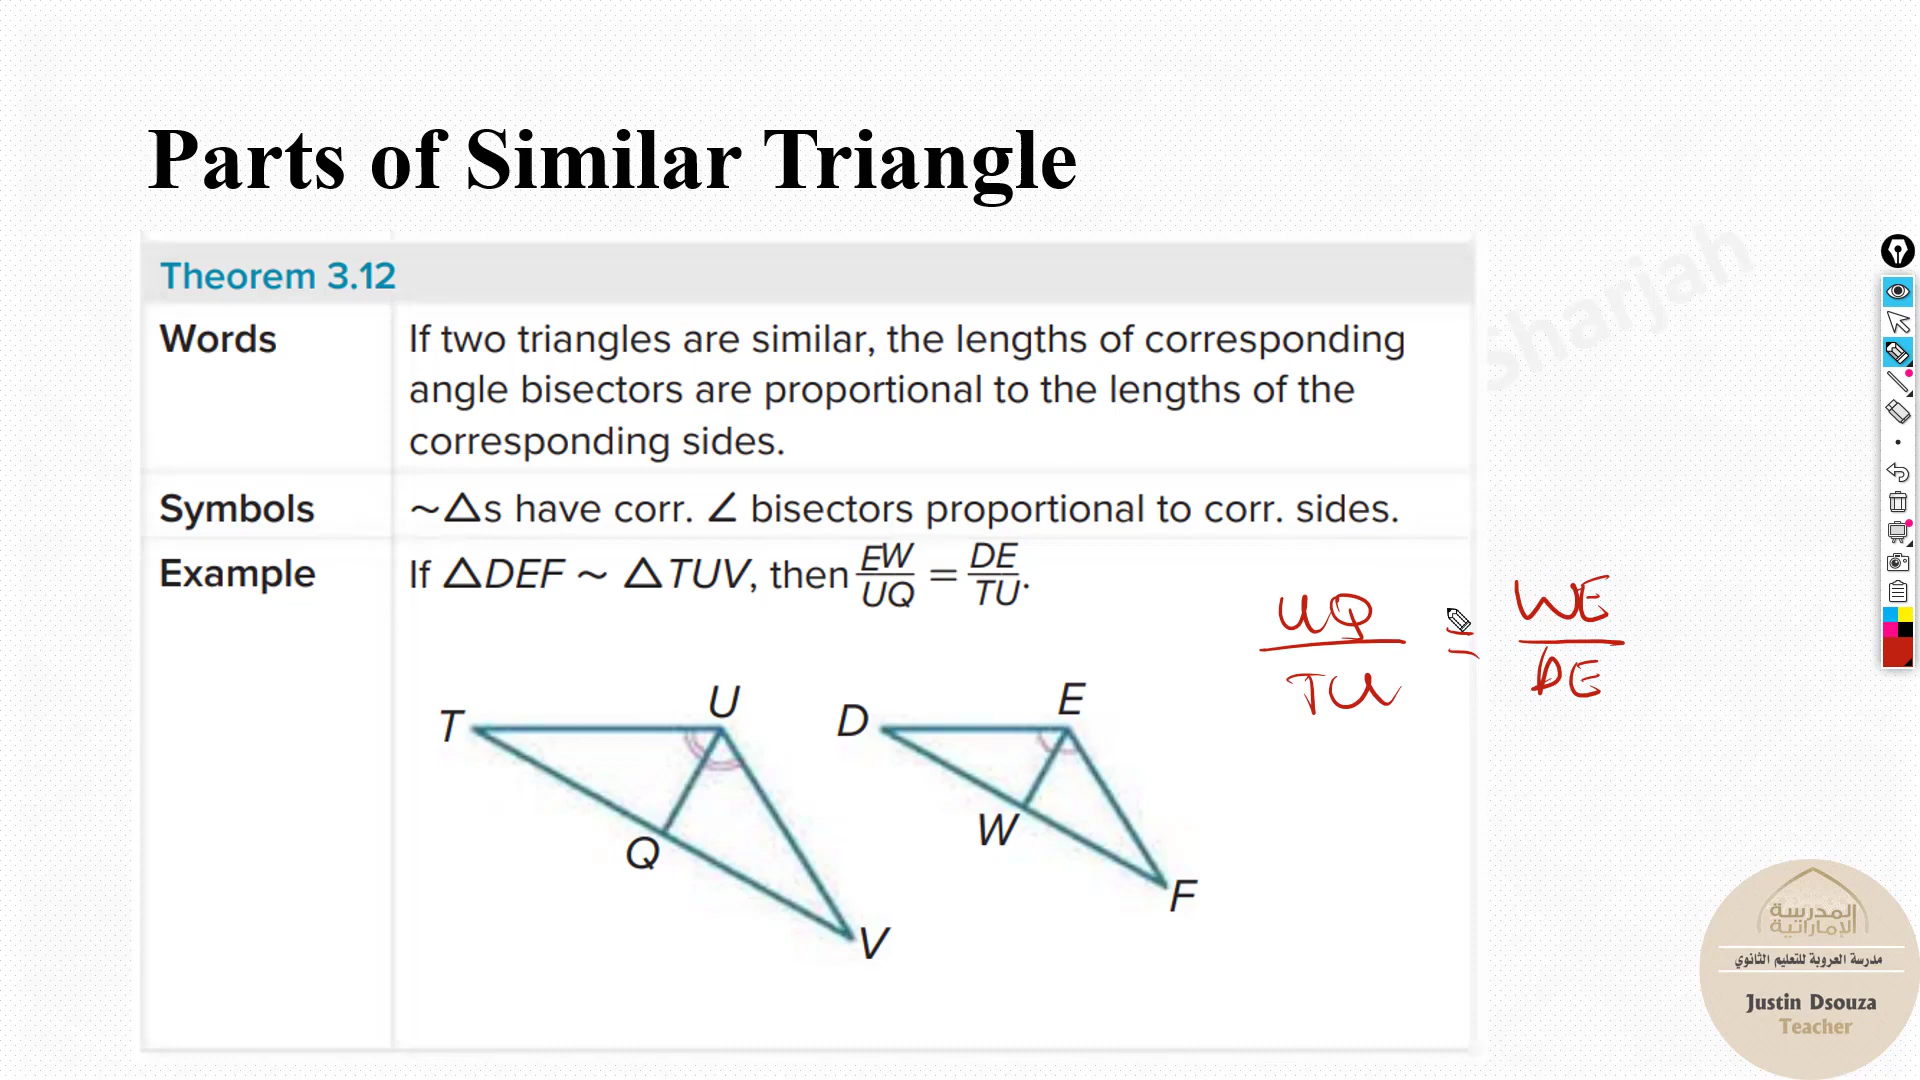 Parts of Similar Triangle
sharjah
Theorem 3.12
Words
If two triangles are similar, the lengths of corresponding
angle bisectors are proportional to the lengths of the
corresponding sides.
Symbols
~△s have corr. ∠ bisectors proportional to corr. sides.
Example
If △DEF ~ △TUV, then EW/UQ = DE/TU.
UQ/TU = WE/DE
T U Q V
D E W F
المدرسة
الإماراتية
مدرسة العروبة للتعليم الثانوي
Justin Dsouza
Teacher